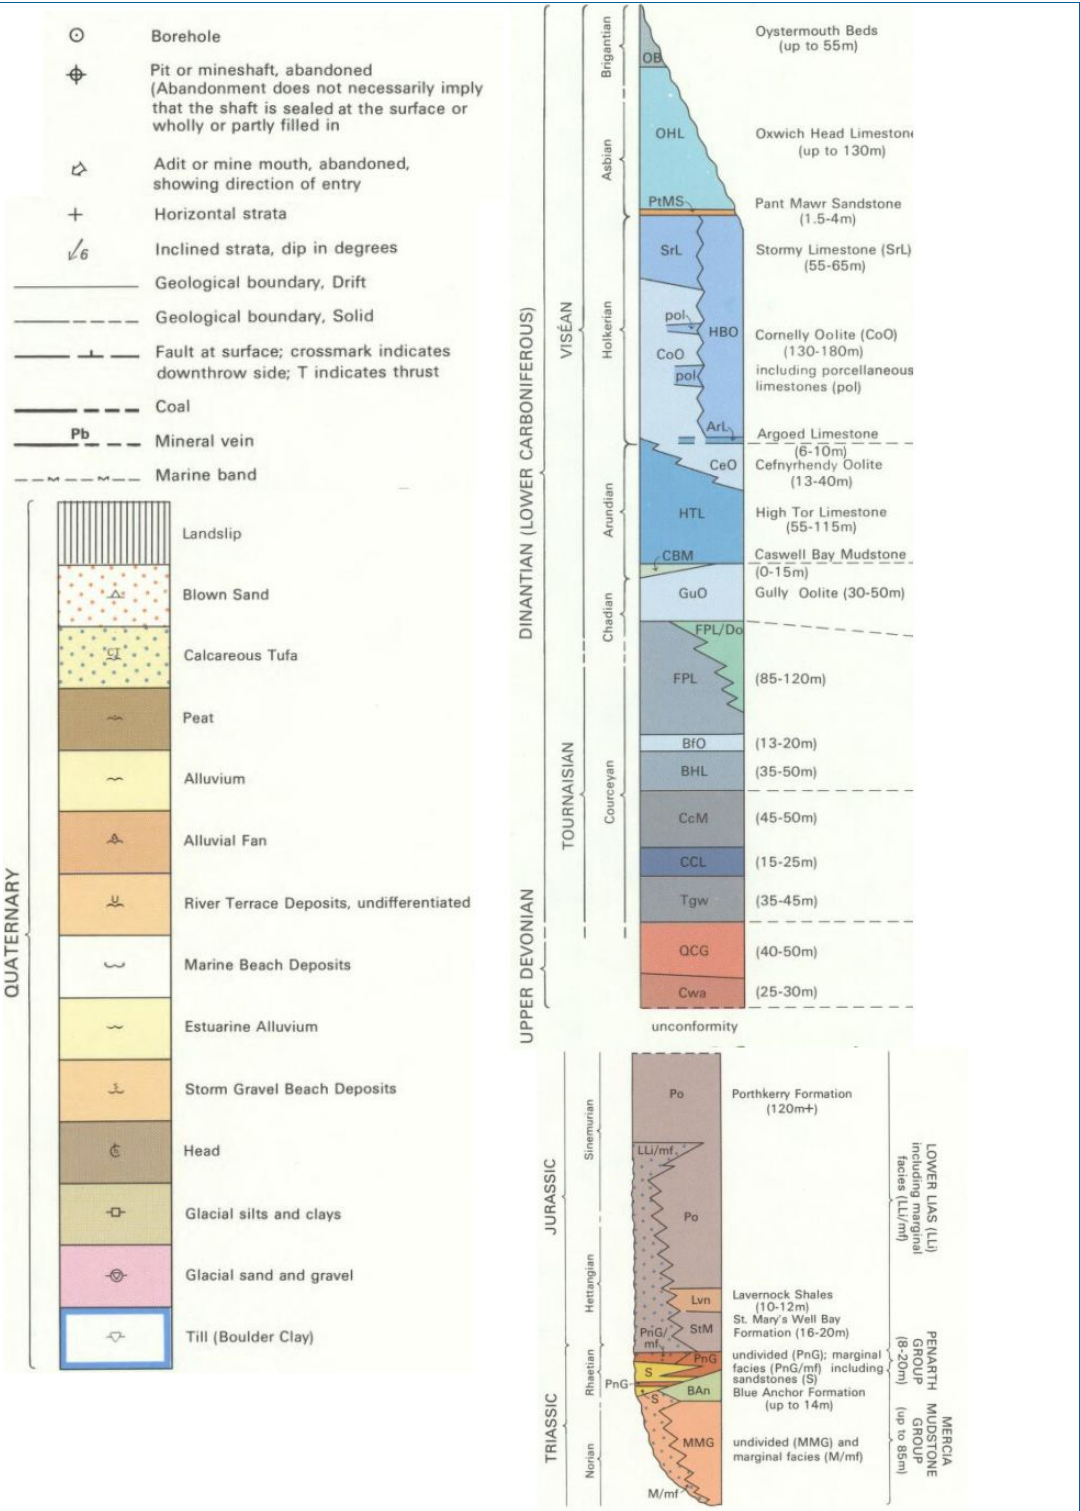 Borehole
Pit or mineshaft, abandoned
(Abandonment does not necessarily imply
that the shaft is sealed at the surface or
wholly or partly filled in
Adit or mine mouth, abandoned,
showing direction of entry
Horizontal strata
6
Inclined strata, dip in degrees
Geological boundary, Drift
Geological boundary, Solid
Fault at surface; crossmark indicates
downthrow side; T indicates thrust
Coal
Pb
Mineral vein
Marine band
QUATERNARY
Landslip
Blown Sand
CT
Calcareous Tufa
Peat
Alluvium
Alluvial Fan
River Terrace Deposits, undifferentiated
Marine Beach Deposits
Estuarine Alluvium
Storm Gravel Beach Deposits
Head
Glacial silts and clays
Glacial sand and gravel
Till (Boulder Clay)
DINANTIAN (LOWER CARBONIFEROUS)
UPPER DEVONIAN
VISÉAN
TOURNAISIAN
Brigantian
Asbian
Holkerian
Arundian
Chadian
Courceyan
OB
Oystermouth Beds
(up to 55m)
OHL
Oxwich Head Limestone
(up to 130m)
PtMS
Pant Mawr Sandstone
(1.5-4m)
SrL
Stormy Limestone (SrL)
(55-65m)
pol
HBO
CoO
pol
Cornelly Oolite (CoO)
(130-180m)
including porcellaneous
limestones (pol)
ArL
Argoed Limestone
(6-10m)
CeO
Cefnyrhendy Oolite
(13-40m)
HTL
High Tor Limestone
(55-115m)
CBM
Caswell Bay Mudstone
(0-15m)
GuO
Gully Oolite (30-50m)
FPL/Do
FPL
(85-120m)
BfO
(13-20m)
BHL
(35-50m)
CcM
(45-50m)
CCL
(15-25m)
Tgw
(35-45m)
QCG
(40-50m)
Cwa
(25-30m)
unconformity
JURASSIC
TRIASSIC
Sinemurian
Hettangian
Rhaetian
Norian
Po
Porthkerry Formation
(120m+)
LLi/mf
Po
Lvn
Lavernock Shales
(10-12m)
StM
St. Mary's Well Bay
Formation (16-20m)
PnG/
mf
PnG
undivided (PnG); marginal
facies (PnG/mf) including
sandstones (S)
S
PnG
S
BAn
Blue Anchor Formation
(up to 14m)
MMG
undivided (MMG) and
marginal facies (M/mf)
M/mf
LOWER LIAS (LLi)
including marginal
facies (LLi/mf)
PENARTH
GROUP
(8-20m)
MERCIA
MUDSTONE
GROUP
(up to 85m)